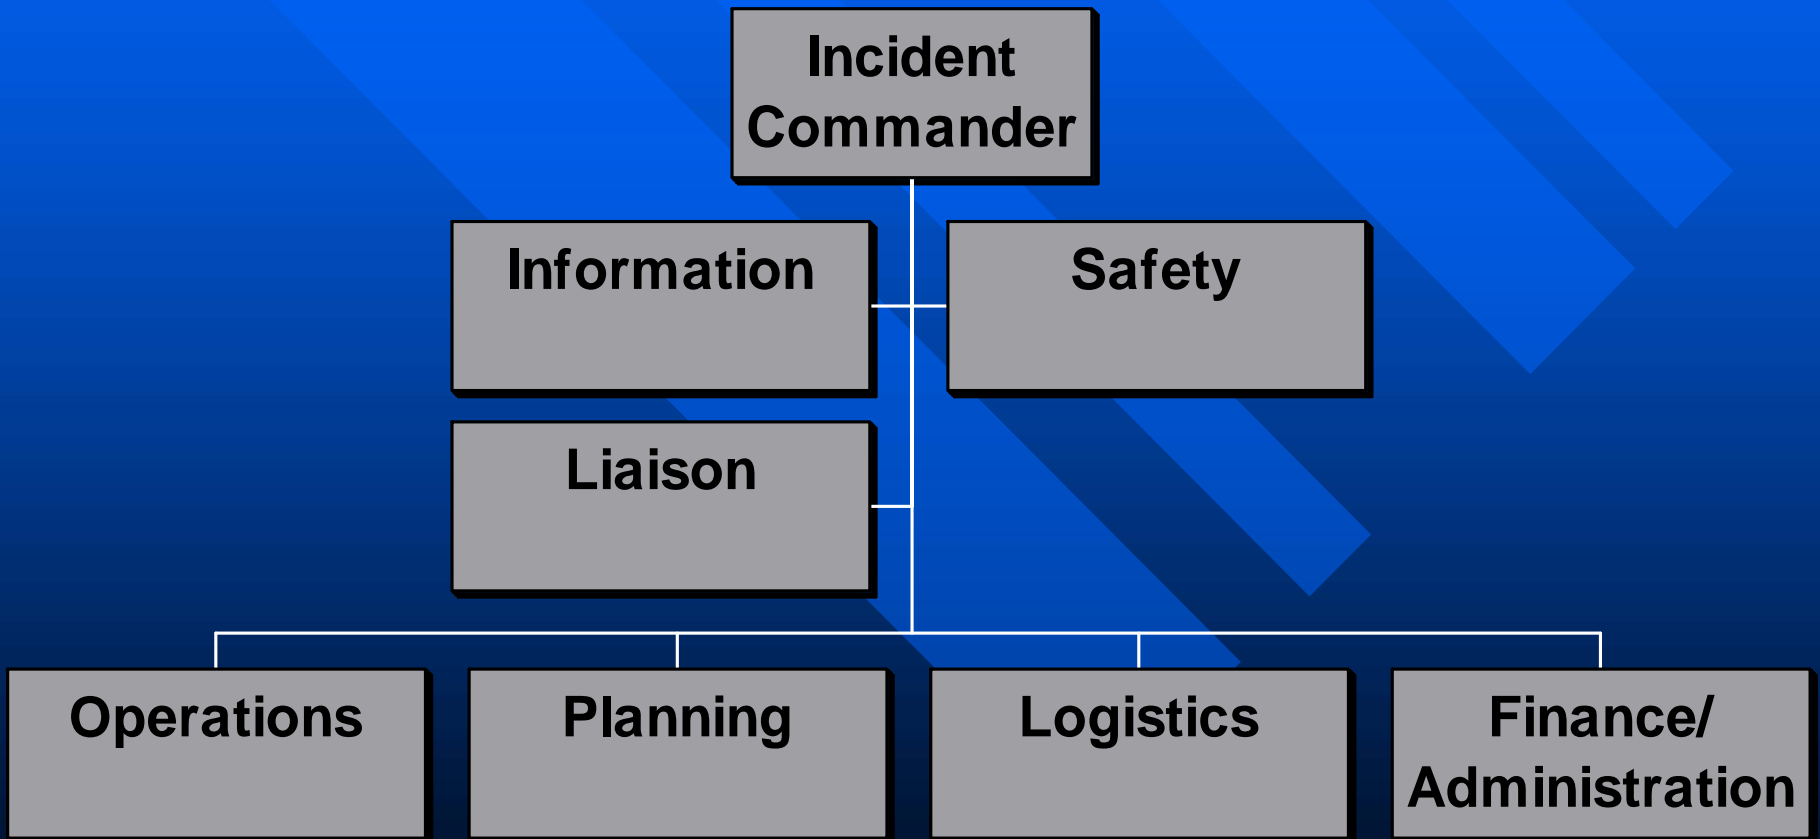 Incident
Commander
Information
Safety
Liaison
Operations
Planning
Logistics
Finance/
Administration